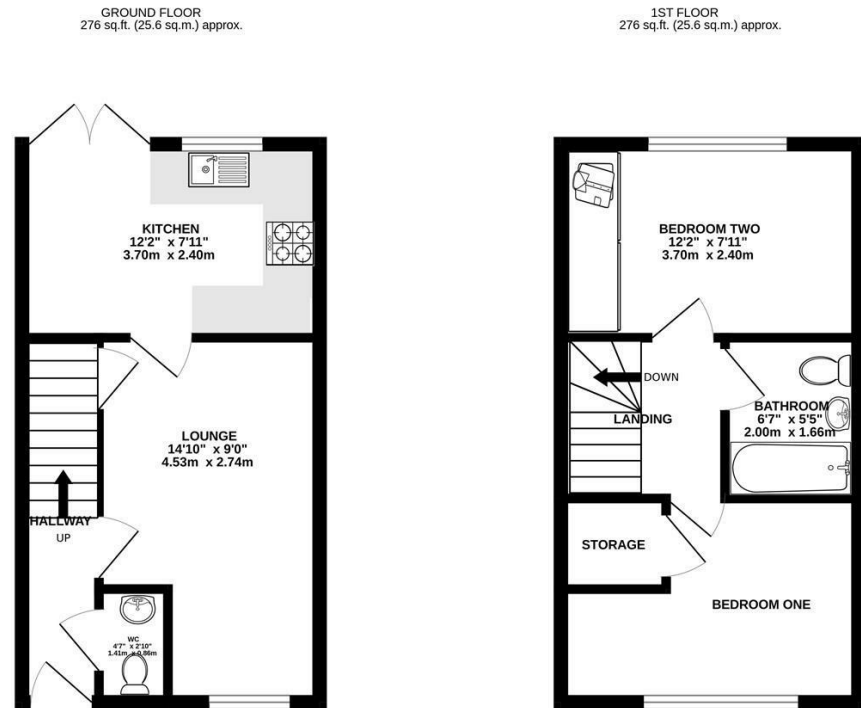 GROUND FLOOR
276 sq.ft. (25.6 sq.m.) approx.
KITCHEN
12'2" x 7'11"
3.70m x 2.40m
LOUNGE
14'10" x 9'0"
4.53m x 2.74m
HALLWAY
UP
WC
4'7" x 2'10"
1.41m x 0.86m
1ST FLOOR
276 sq.ft. (25.6 sq.m.) approx.
BEDROOM TWO
12'2" x 7'11"
3.70m x 2.40m
DOWN
LANDING
BATHROOM
6'7" x 5'5"
2.00m x 1.66m
STORAGE
BEDROOM ONE